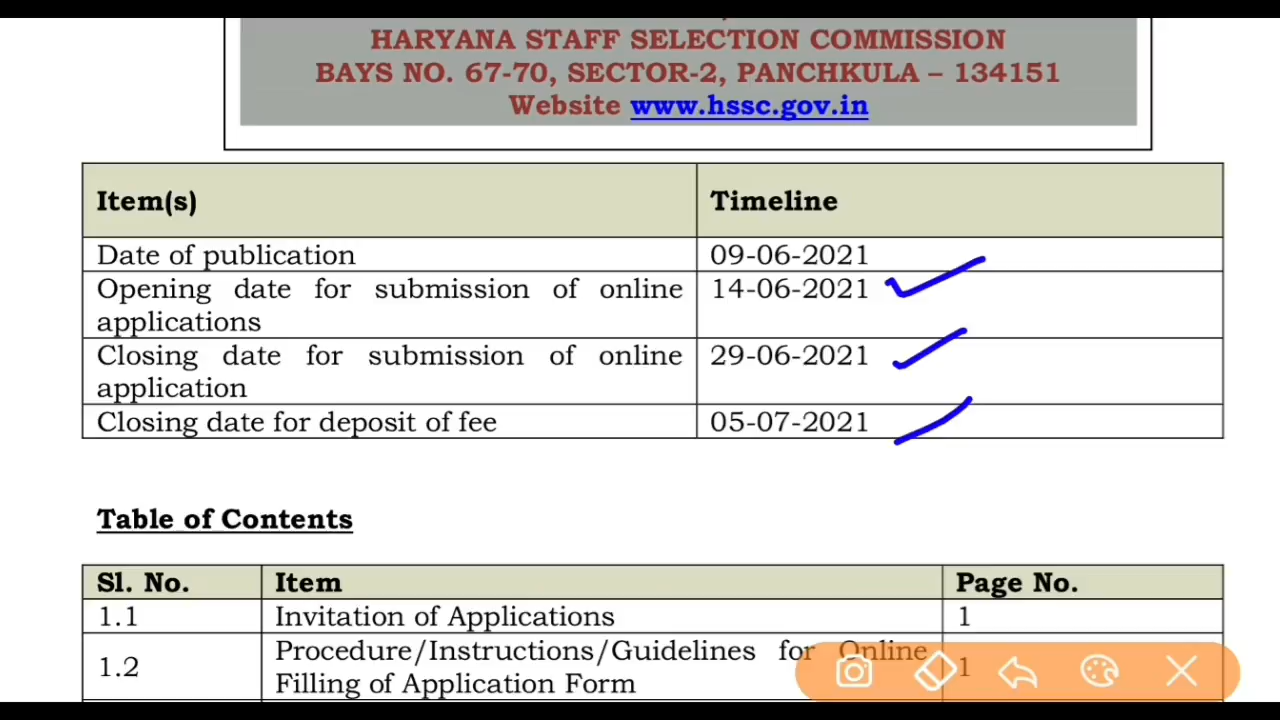 HARYANA STAFF SELECTION COMMISSION
BAYS NO. 67-70, SECTOR-2, PANCHKULA – 134151
Website www.hssc.gov.in
Item(s) Timeline
Date of publication 09-06-2021
Opening date for submission of online 14-06-2021
applications
Closing date for submission of online 29-06-2021
application
Closing date for deposit of fee 05-07-2021
Table of Contents
Sl. No. Item Page No.
1.1 Invitation of Applications 1
Procedure/Instructions/Guidelines for Online
1.2 1
Filling of Application Form